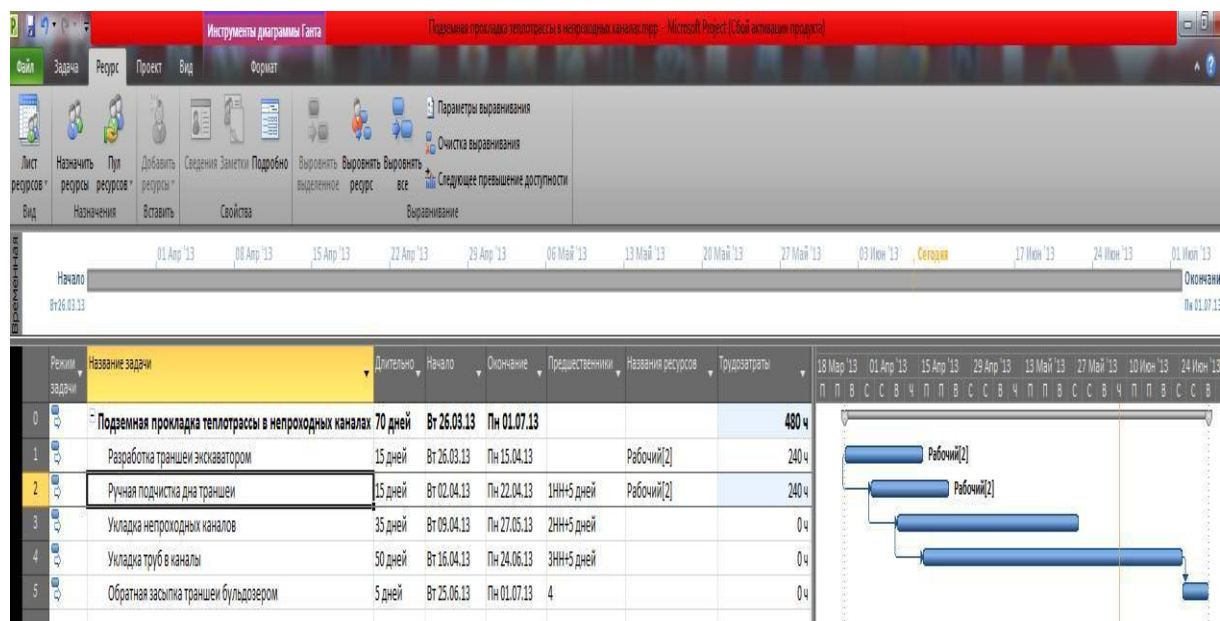 Инструменты диаграммы Ганта
Подземная прокладка теплотрассы в непроходных каналах.mpp - Microsoft Project (Сбой активации продукта)
Файл Задача Ресурс Проект Вид Формат
Лист ресурсов
Назначить ресурсы
Пул ресурсов
Добавить ресурсы
Сведения Заметки Подробно
Выровнять выделенное
Выровнять ресурс
Выровнять все
Параметры выравнивания
Очистка выравнивания
Следующее превышение доступности
Вид Назначения Вставить Свойства Выравнивание
Временная
01 Апр '13 08 Апр '13 15 Апр '13 22 Апр '13 29 Апр '13 06 Май '13 13 Май '13 20 Май '13 27 Май '13 03 Июн '13 Сегодня 17 Июн '13 24 Июн '13 01 Июл '13
Начало
Вт 26.03.13
Окончани
Пн 01.07.13
Режим задачи Название задачи Длительно Начало Окончание Предшественники Названия ресурсов Трудозатраты
18 Мар '13 01 Апр '13 15 Апр '13 29 Апр '13 13 Май '13 27 Май '13 10 Июн '13 24 Июн '13
П П В С С В Ч П П В С С В Ч П П В С С В Ч П П В С С В
0 Подземная прокладка теплотрассы в непроходных каналах 70 дней Вт 26.03.13 Пн 01.07.13 480 ч
1 Разработка траншеи экскаватором 15 дней Вт 26.03.13 Пн 15.04.13 Рабочий[2] 240 ч Рабочий[2]
2 Ручная подчистка дна траншеи 15 дней Вт 02.04.13 Пн 22.04.13 1НН+5 дней Рабочий[2] 240 ч Рабочий[2]
3 Укладка непроходных каналов 35 дней Вт 09.04.13 Пн 27.05.13 2НН+5 дней 0 ч
4 Укладка труб в каналы 50 дней Вт 16.04.13 Пн 24.06.13 3НН+5 дней 0 ч
5 Обратная засыпка траншеи бульдозером 5 дней Вт 25.06.13 Пн 01.07.13 4 0 ч